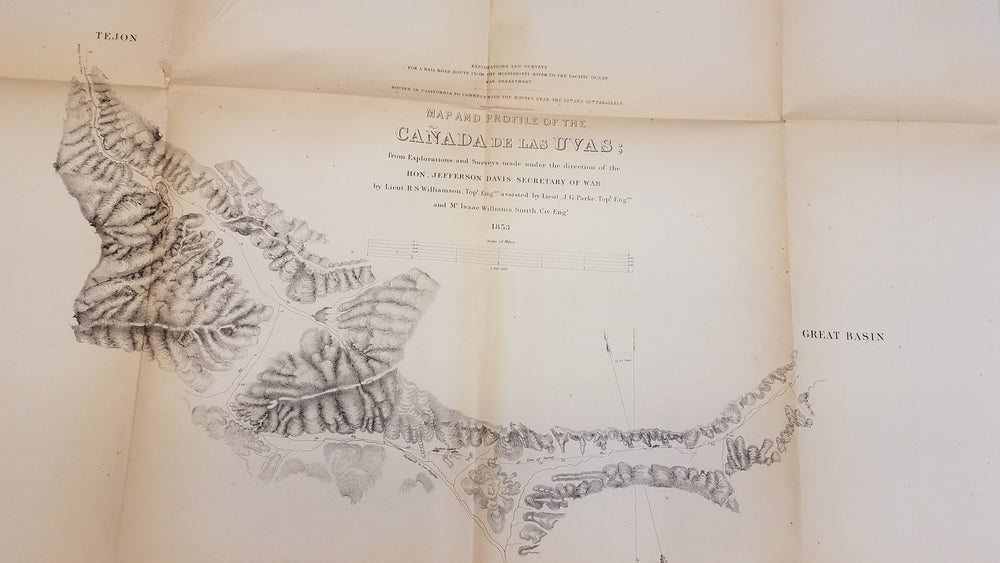 TEJON
EXPLORATIONS AND SURVEYS
FOR A RAIL ROAD ROUTE FROM THE MISSISSIPPI RIVER TO THE PACIFIC OCEAN
WAR DEPARTMENT
ROUTES IN CALIFORNIA TO CONNECT WITH THE ROUTES NEAR THE 32ND AND 35TH PARALLELS
MAP AND PROFILE OF THE
CAÑADA DE LAS UVAS;
from Explorations and Surveys made under the direction of the
HON. JEFFERSON DAVIS SECRETARY OF WAR
by Lieut. R.S. Williamson Topl. Engrs. assisted by Lieut. J.G. Parke Topl. Engrs.
and Mr. Isaac Williams Smith, Civ. Engr.
1853
Scale of Miles
GREAT BASIN
Line of Survey